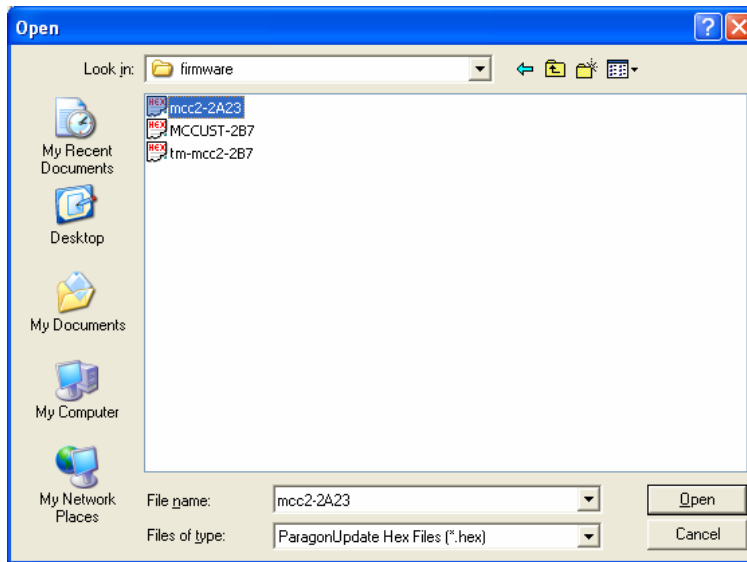 Open
Look in:
firmware
mcc2-2A23
MCCUST-2B7
tm-mcc2-2B7
My Recent
Documents
Desktop
My Documents
My Computer
My Network
Places
File name:
mcc2-2A23
Open
Files of type:
ParagonUpdate Hex Files (*.hex)
Cancel